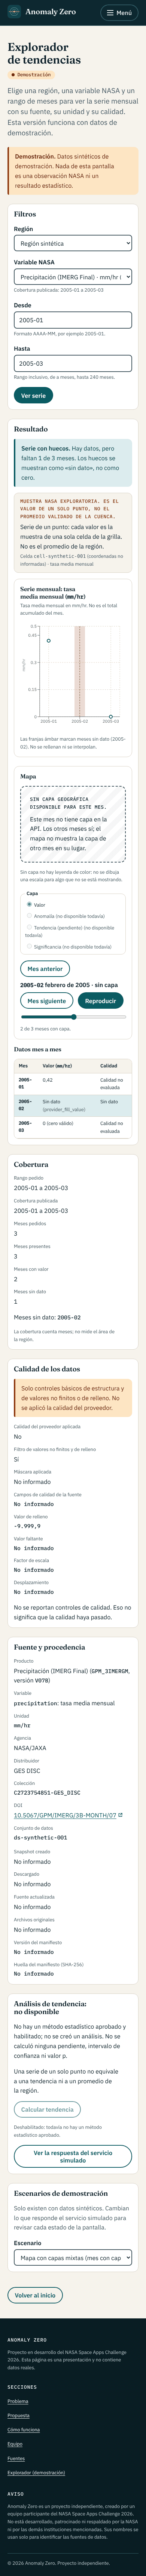 Anomaly Zero
Menú
Explorador
de tendencias
Demostración
Elige una región, una variable NASA y un
rango de meses para ver la serie mensual
con su unidad y su calidad.
Esta versión funciona con datos de
demostración.
Demostración. Datos sintéticos de
demostración. Nada de esta pantalla
es una observación NASA ni un
resultado estadístico.
Filtros
Región
Región sintética
Variable NASA
Precipitación (IMERG Final) · mm/hr (
Cobertura publicada: 2005-01 a 2005-03
Desde
2005-01
Formato AAAA-MM, por ejemplo 2005-01.
Hasta
2005-03
Rango inclusivo, de a meses, hasta 240 meses.
Ver serie
Resultado
Serie con huecos. Hay datos, pero
faltan 1 de 3 meses. Los huecos se
muestran como «sin dato», no como
cero.
MUESTRA NASA EXPLORATORIA. ES EL
VALOR DE UN SOLO PUNTO, NO EL
PROMEDIO VALIDADO DE LA CUENCA.
Serie de un punto: cada valor es la
muestra de una sola celda de la grilla.
No es el promedio de la región.
Celda cell-synthetic-001 (coordenadas no
informadas) · tasa media mensual
Serie mensual: tasa
media mensual (mm/hr)
Tasa media mensual en mm/hr. No es el total
acumulado del mes.
mm/hr
0.5
0.45
0.3
0.15
0
2005-01
2005-02
2005-03
Las franjas ámbar marcan meses sin dato (2005-
02). No se rellenan ni se interpolan.
Mapa
SIN CAPA GEOGRÁFICA
DISPONIBLE PARA ESTE MES.
Este mes no tiene capa en la
API. Los otros meses sí; el
mapa no muestra la capa de
otro mes en su lugar.
Sin capa no hay leyenda de color: no se dibuja
una escala para algo que no se está mostrando.
Capa
Valor
Anomalía (no disponible todavía)
Tendencia (pendiente) (no disponible
todavía)
Significancia (no disponible todavía)
Mes anterior
2005-02 febrero de 2005 · sin capa
Mes siguiente
Reproducir
2 de 3 meses con capa.
Datos mes a mes
Mes Valor (mm/hr) Calidad
2005-01 0,42 Calidad no evaluada
2005-02 Sin dato (provider_fill_value) Sin dato
2005-03 0 (cero válido) Calidad no evaluada
Cobertura
Rango pedido
2005-01 a 2005-03
Cobertura publicada
2005-01 a 2005-03
Meses pedidos
3
Meses presentes
3
Meses con valor
2
Meses sin dato
1
Meses sin dato: 2005-02
La cobertura cuenta meses; no mide el área de
la región.
Calidad de los datos
Solo controles básicos de estructura y
de valores no finitos o de relleno. No
se aplicó la calidad del proveedor.
Calidad del proveedor aplicada
No
Filtro de valores no finitos y de relleno
Sí
Máscara aplicada
No informado
Campos de calidad de la fuente
No informado
Valor de relleno
-9.999,9
Valor faltante
No informado
Factor de escala
No informado
Desplazamiento
No informado
No se reportan controles de calidad. Eso no
significa que la calidad haya pasado.
Fuente y procedencia
Producto
Precipitación (IMERG Final) (GPM_3IMERGM,
versión V07B)
Variable
precipitation: tasa media mensual
Unidad
mm/hr
Agencia
NASA/JAXA
Distribuidor
GES DISC
Colección
C2723754851-GES_DISC
DOI
10.5067/GPM/IMERG/3B-MONTH/07
Conjunto de datos
ds-synthetic-001
Snapshot creado
No informado
Descargado
No informado
Fuente actualizada
No informado
Archivos originales
No informado
Versión del manifiesto
No informado
Huella del manifiesto (SHA-256)
No informado
Análisis de tendencia:
no disponible
No hay un método estadístico aprobado y
habilitado; no se creó un análisis. No se
calculó ninguna pendiente, intervalo de
confianza ni valor p.
Una serie de un solo punto no equivale
a una tendencia ni a un promedio de
la región.
Calcular tendencia
Deshabilitado: todavía no hay un método
estadístico aprobado.
Ver la respuesta del servicio
simulado
Escenarios de demostración
Solo existen con datos sintéticos. Cambian
lo que responde el servicio simulado para
revisar cada estado de la pantalla.
Escenario
Mapa con capas mixtas (mes con cap
Volver al inicio
ANOMALY ZERO
Proyecto en desarrollo del NASA Space Apps Challenge
2026. Esta página es una presentación y no contiene
datos reales.
SECCIONES
Problema
Propuesta
Cómo funciona
Equipo
Fuentes
Explorador (demostración)
AVISO
Anomaly Zero es un proyecto independiente, creado por un
equipo participante del NASA Space Apps Challenge 2026.
No está desarrollado, patrocinado ni respaldado por la NASA
ni por las demás instituciones mencionadas. Sus nombres se
usan solo para identificar las fuentes de datos.
© 2026 Anomaly Zero. Proyecto independiente.